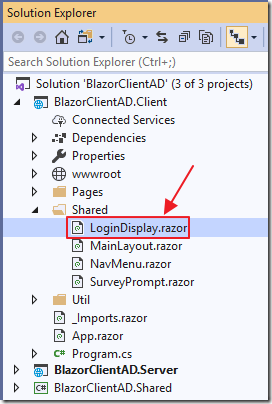 Solution Explorer
Search Solution Explorer (Ctrl+;)
Solution 'BlazorClientAD' (3 of 3 projects)
BlazorClientAD.Client
Connected Services
Dependencies
Properties
wwwroot
Pages
Shared
LoginDisplay.razor
MainLayout.razor
NavMenu.razor
SurveyPrompt.razor
Util
_Imports.razor
App.razor
C# Program.cs
BlazorClientAD.Server
C# BlazorClientAD.Shared